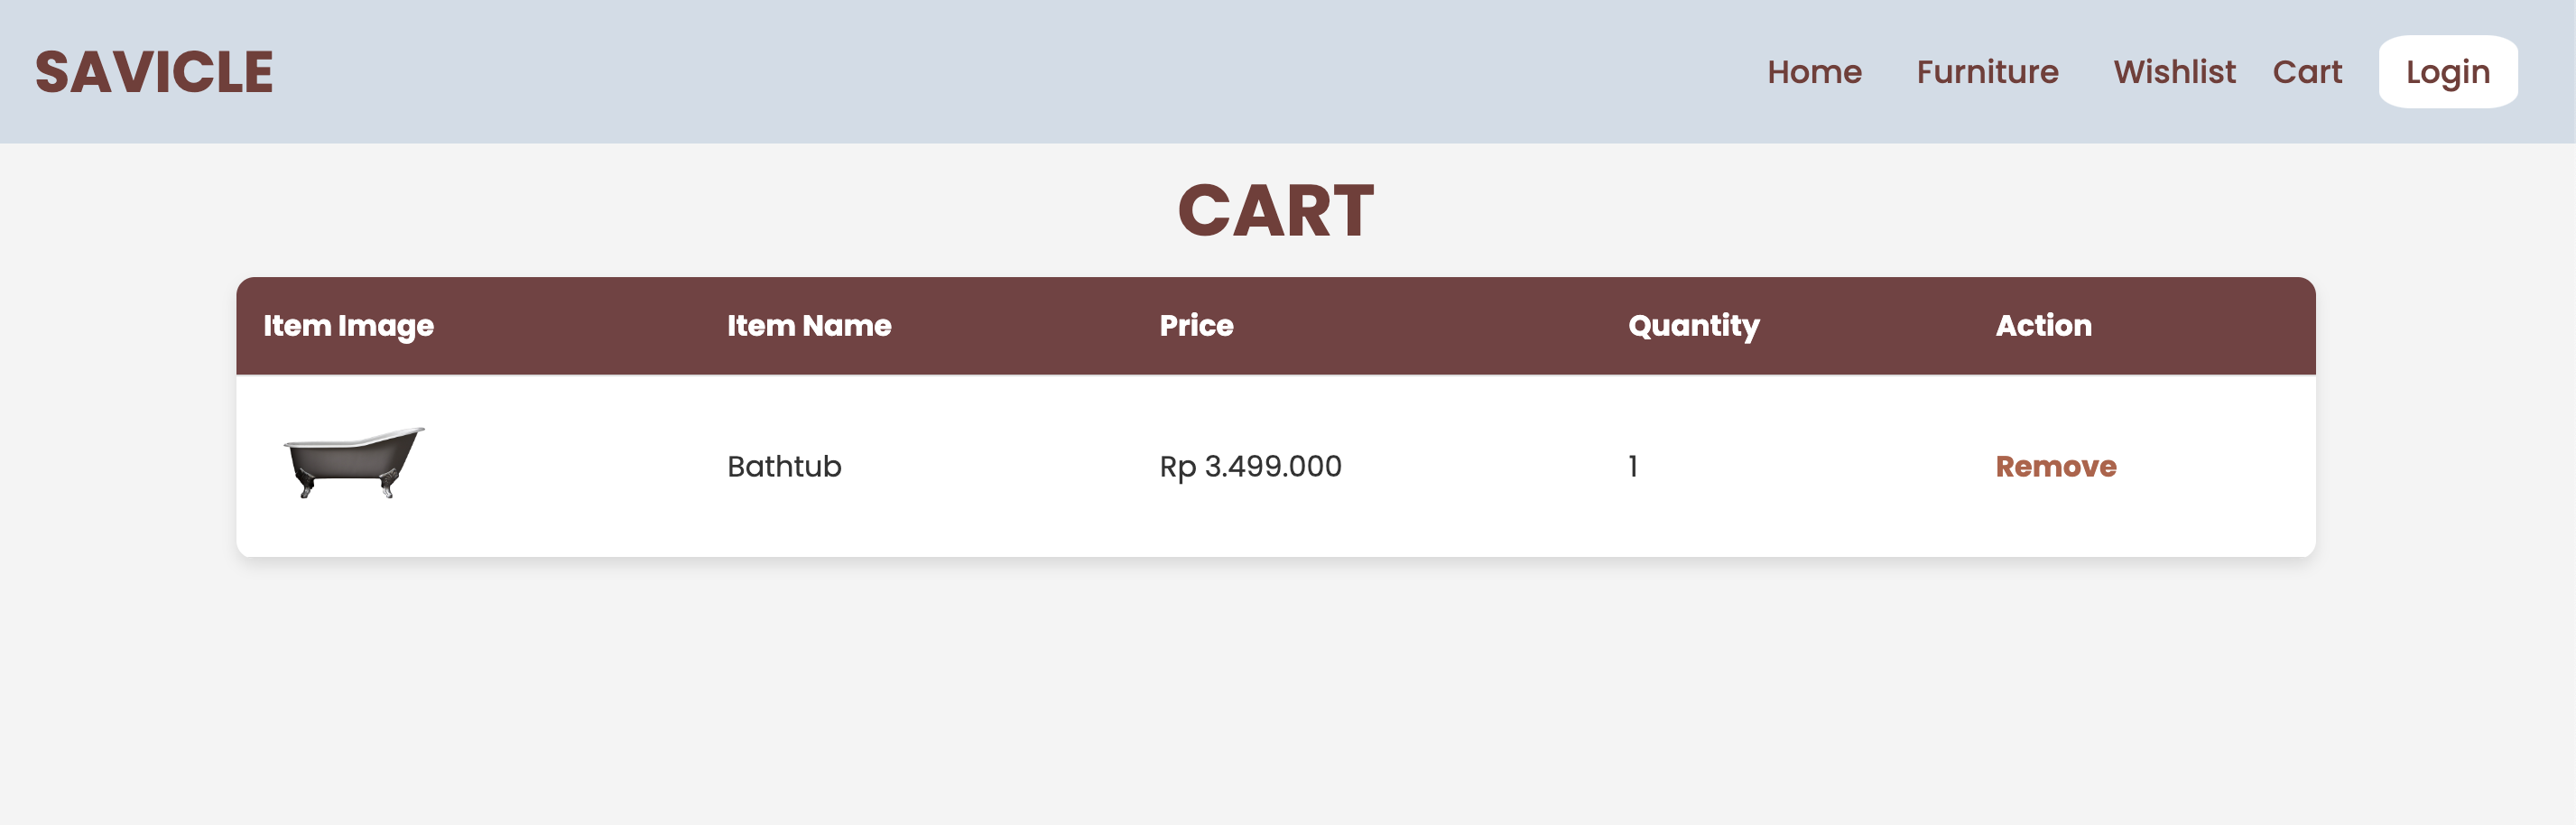 SAVICLE Home Furniture Wishlist Cart Login
CART
Item Image Item Name Price Quantity Action
Bathtub Rp 3.499.000 1 Remove